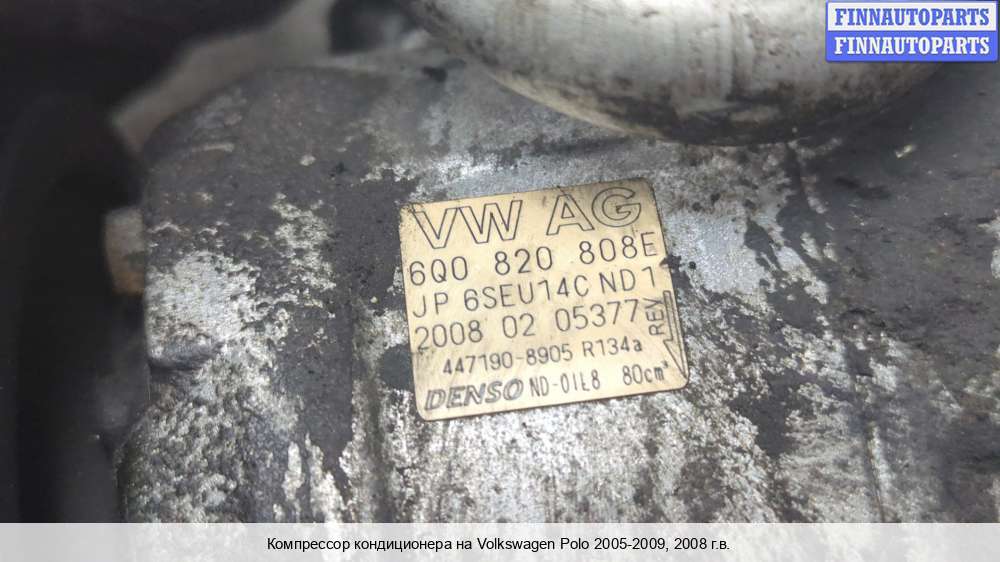 FINNAUTOPARTS
FINNAUTOPARTS
VW AG
6Q0 820 808E
JP 6SEU14C ND1
2008 02 05377
REV
447190-8905 R134a
DENSO ND-OIL8 80cm³
Компрессор кондиционера на Volkswagen Polo 2005-2009, 2008 г.в.